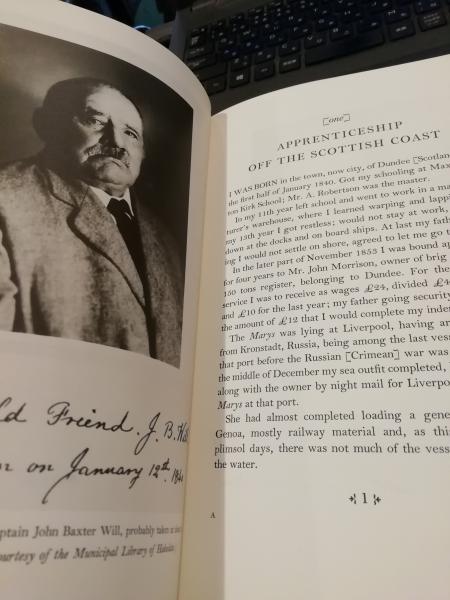 ld Friend. J. B. W
on January 12th. 184
ptain John Baxter Will, probably taken
ourtesy of the Municipal Library of
[one]
APPRENTICESHIP
OFF THE SCOTTISH COAST
I WAS BORN in the town, now city, of Dundee [Scotlan
the first half of January 1840. Got my schooling at Max
ton Kirk School; Mr. A. Robertson was the master.
In my 11th year left school and went to work in a ma
turer's warehouse, where I learned warping and lappi
my 13th year I got restless; would not stay at work,
down at the docks and on board ships. At last my fath
ing I would not settle on shore, agreed to let me go t
In the later part of November 1853 I was bound ap
for four years to Mr. John Morrison, owner of brig
150 tons register, belonging to Dundee. For the
service I was to receive as wages £24, divided £4
and £10 for the last year; my father going security
the amount of £12 that I would complete my inden
The Marys was lying at Liverpool, having arr
from Kronstadt, Russia, being among the last vess
that port before the Russian [Crimean] war was
the middle of December my sea outfit completed, I
along with the owner by night mail for Liverpo
Marys at that port.
She had almost completed loading a gene
Genoa, mostly railway material and, as thi
plimsol days, there was not much of the vess
the water.
1
A